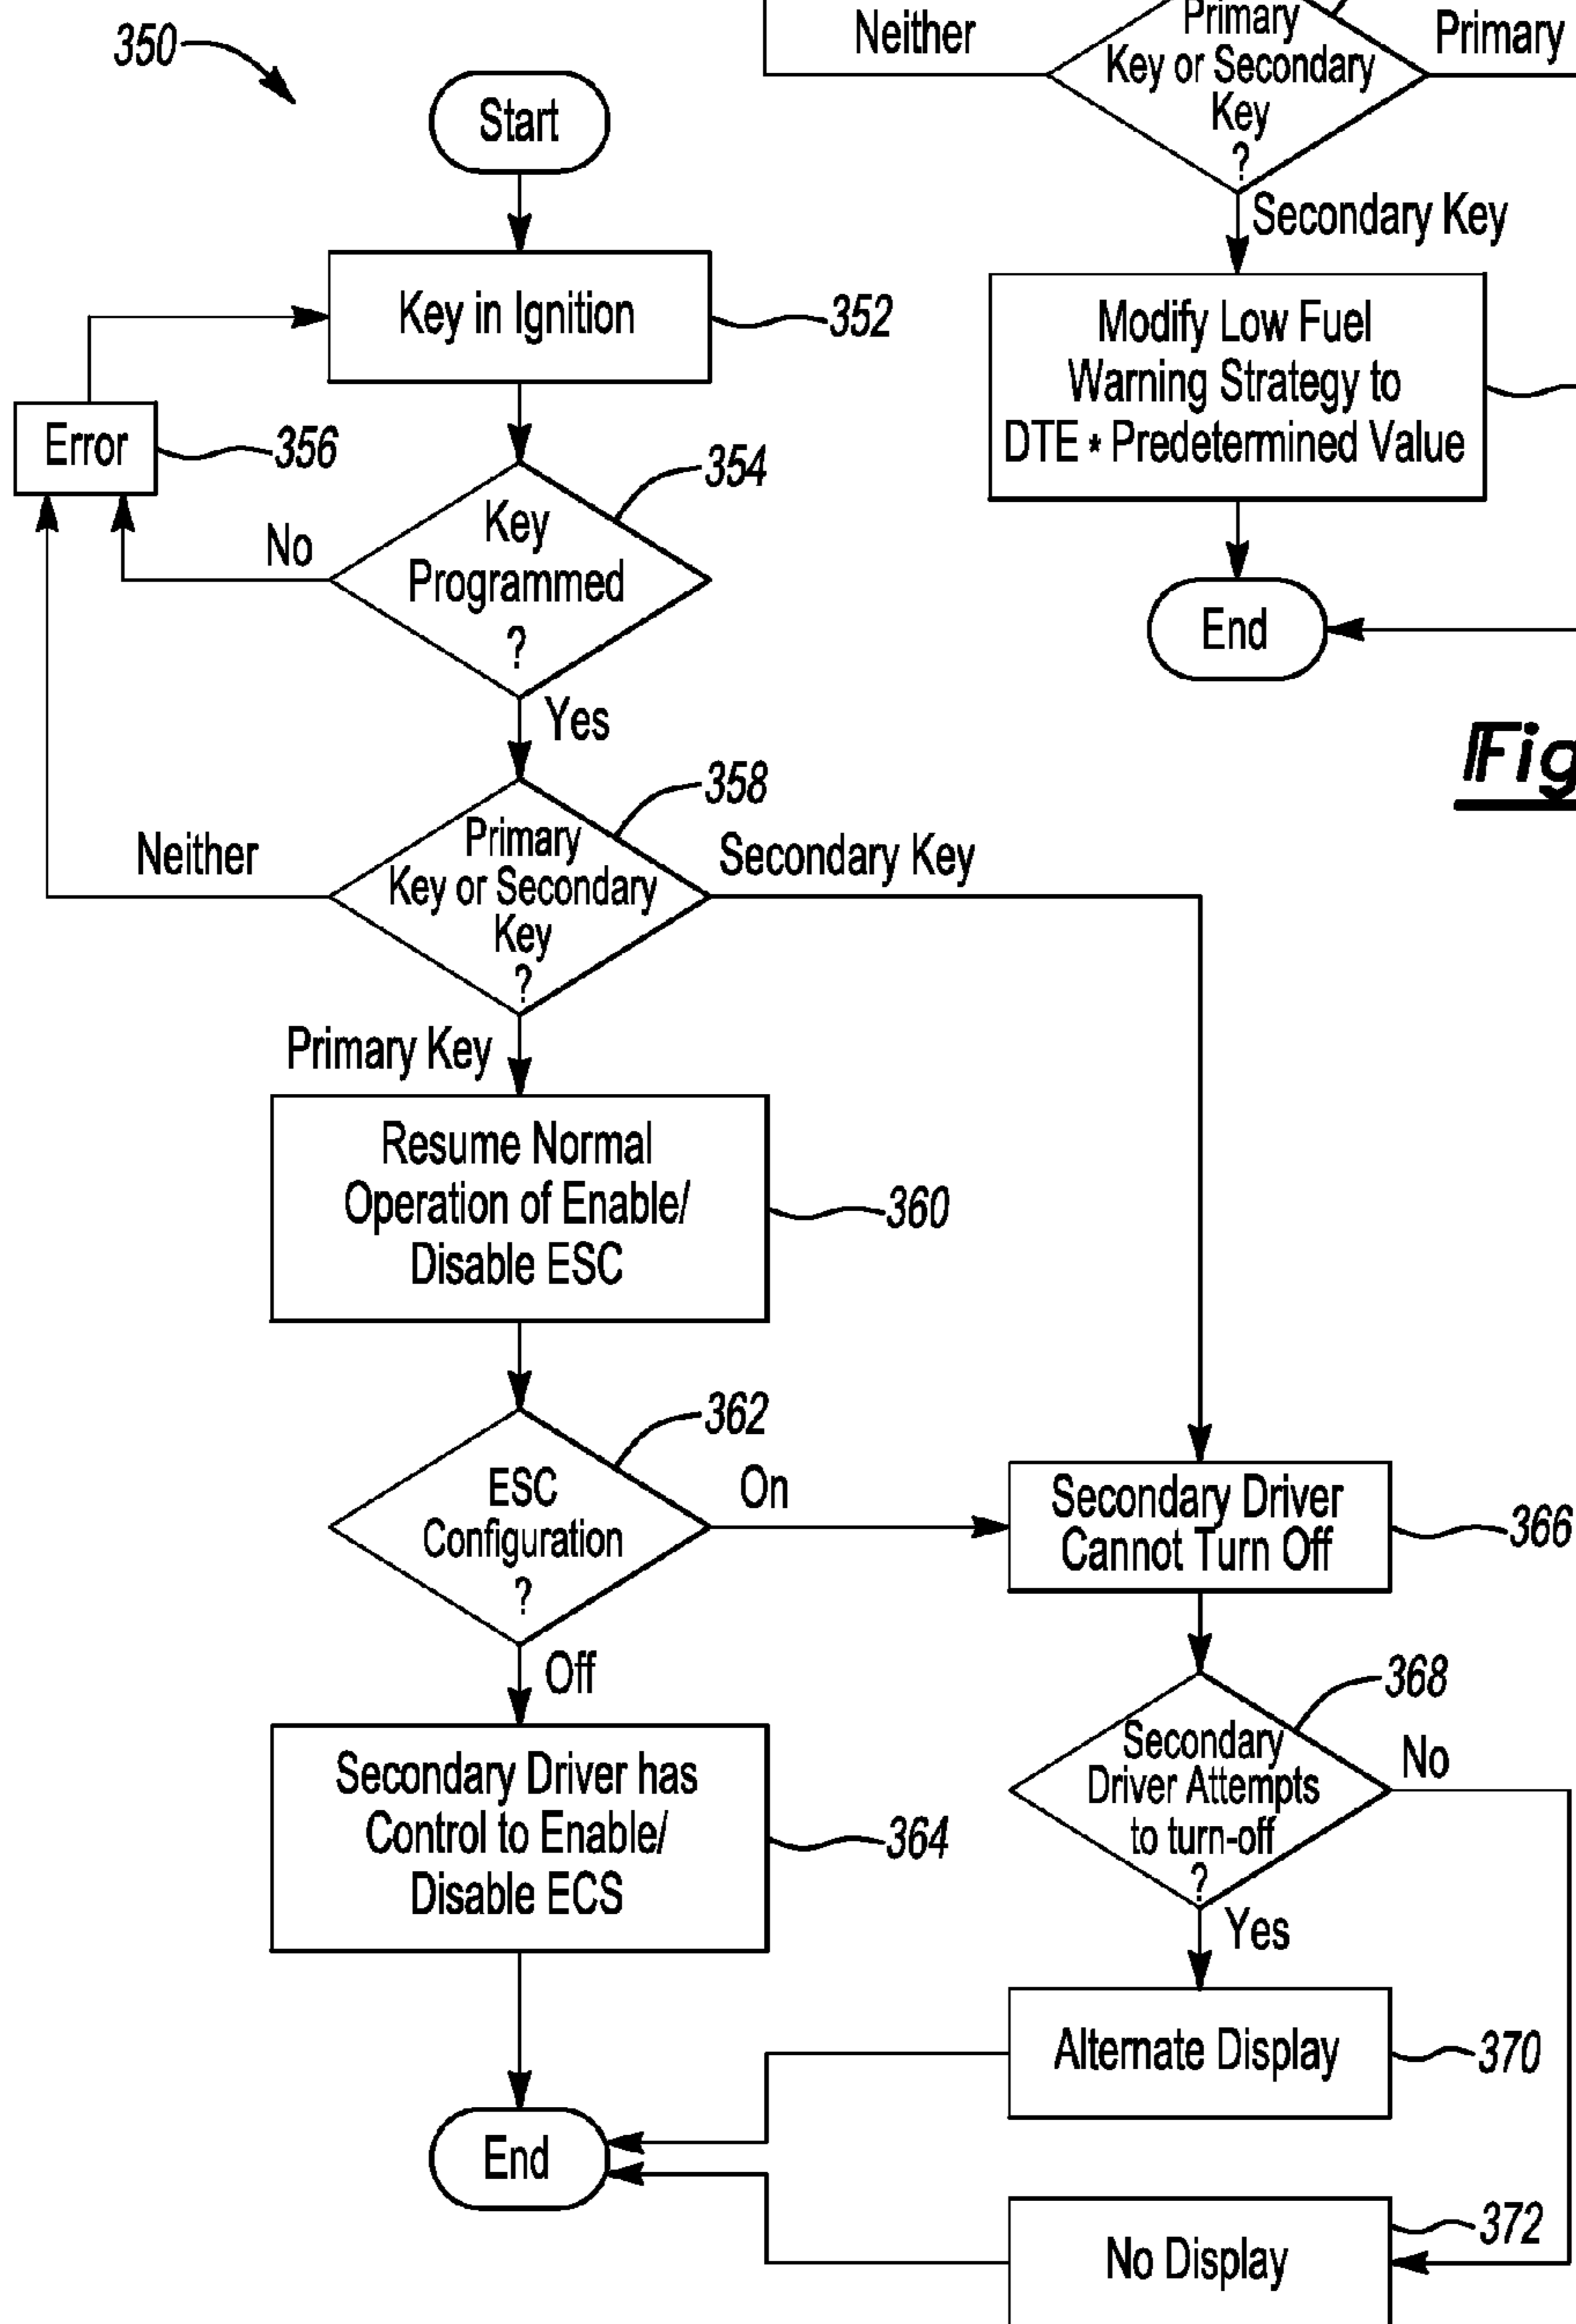 350
Start
Key in Ignition
352
Error
356
354
Key
Programmed
?
No
Yes
358
Primary
Key or Secondary
Key
?
Neither
Secondary Key
Primary Key
Resume Normal
Operation of Enable/
Disable ESC
360
362
ESC
Configuration
?
On
Off
Secondary Driver has
Control to Enable/
Disable ECS
364
Secondary Driver
Cannot Turn Off
366
368
Secondary
Driver Attempts
to turn-off
?
No
Yes
Alternate Display
370
No Display
372
End
Neither
Primary
Key or Secondary
Key
?
Primary
Secondary Key
Modify Low Fuel
Warning Strategy to
DTE * Predetermined Value
End
Fig